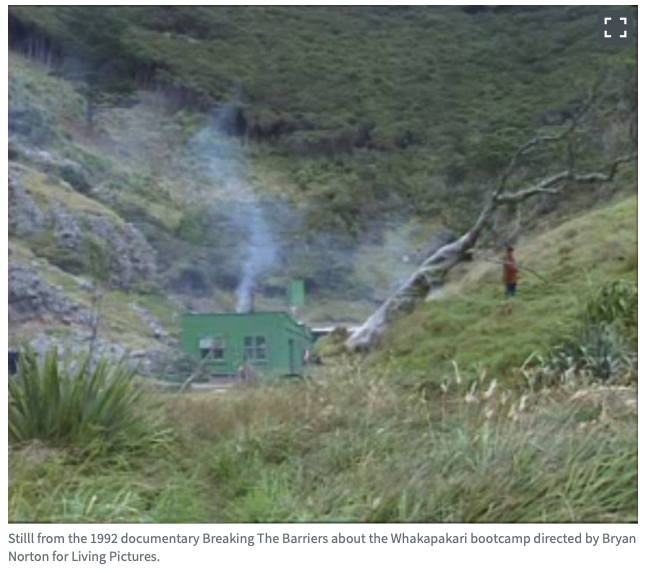 Stilll from the 1992 documentary Breaking The Barriers about the Whakapakari bootcamp directed by Bryan
Norton for Living Pictures.